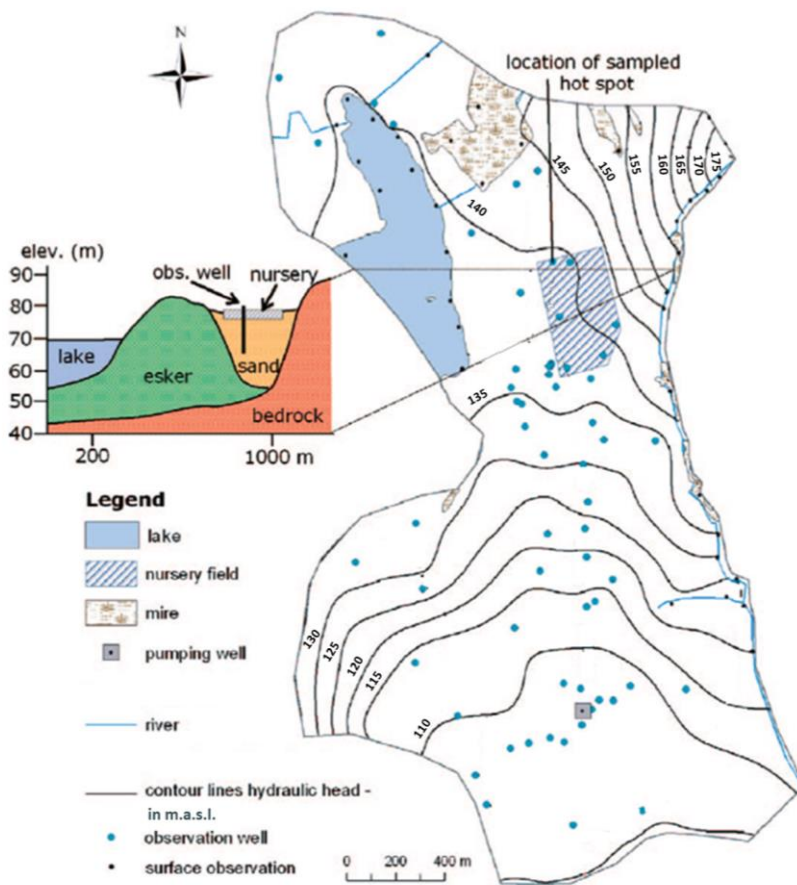 N
location of sampled
hot spot
145
150
155
160
165
170
175
140
elev. (m)
obs. well
nursery
90
80
70
60
50
40
lake
esker
sand
bedrock
200
1000 m
135
Legend
lake
nursery field
mire
pumping well
river
contour lines hydraulic head -
in m.a.s.l.
observation well
surface observation
130
125
120
115
110
0 200 400 m